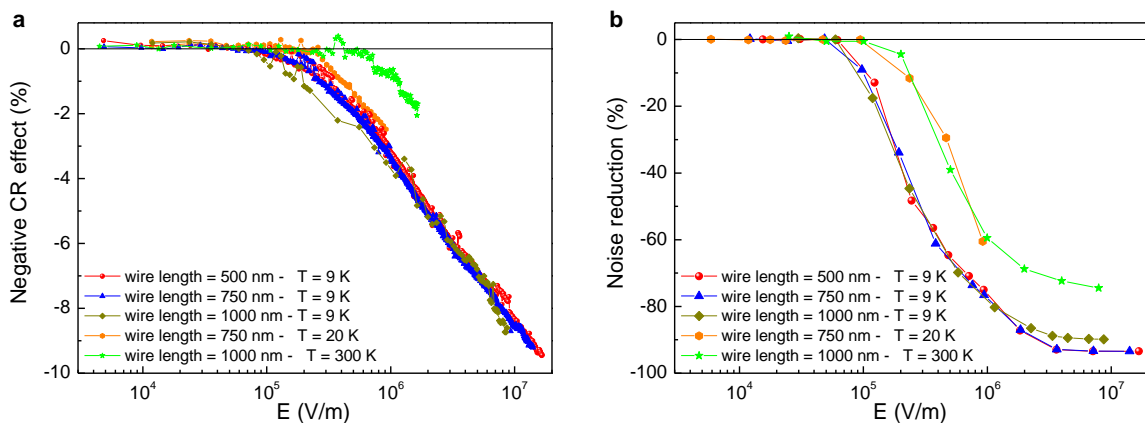 a
Negative CR effect (%)
0
-2
-4
-6
-8
-10
wire length = 500 nm - T = 9 K
wire length = 750 nm - T = 9 K
wire length = 1000 nm - T = 9 K
wire length = 750 nm - T = 20 K
wire length = 1000 nm - T = 300 K
10^4
10^5
10^6
10^7
E (V/m)
b
Noise reduction (%)
0
-20
-40
-60
-80
-100
wire length = 500 nm - T = 9 K
wire length = 750 nm - T = 9 K
wire length = 1000 nm - T = 9 K
wire length = 750 nm - T = 20 K
wire length = 1000 nm - T = 300 K
10^4
10^5
10^6
10^7
E (V/m)